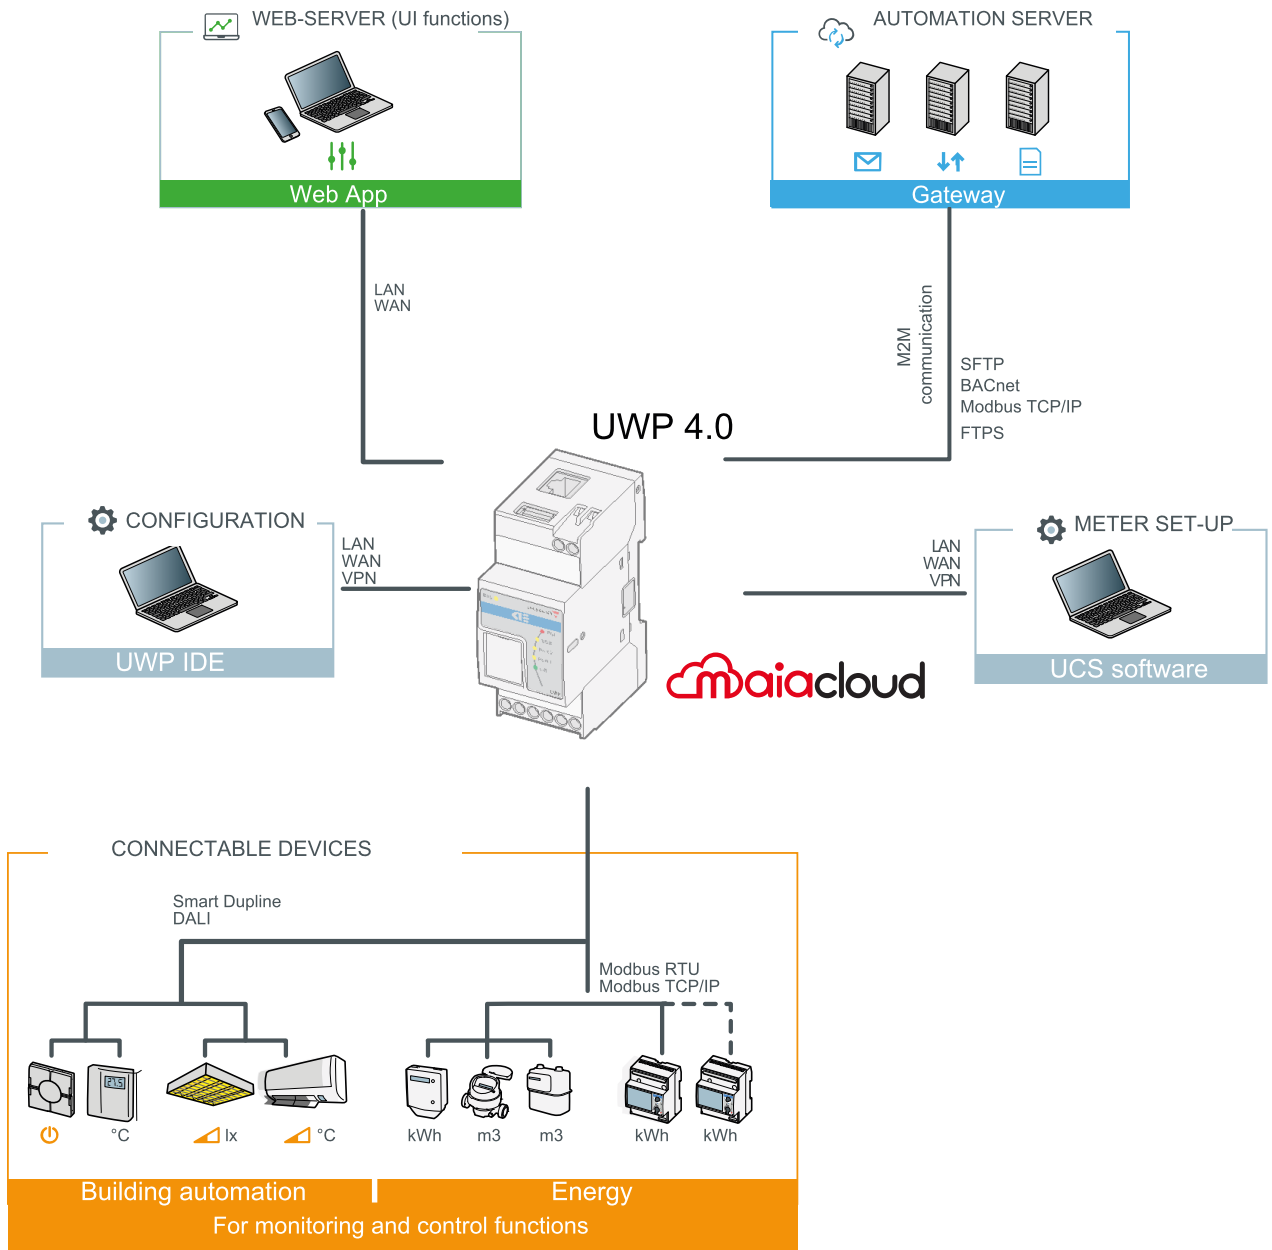 WEB-SERVER (UI functions)
AUTOMATION SERVER
Web App
Gateway
LAN
WAN
M2M
communication
SFTP
BACnet
Modbus TCP/IP
FTPS
UWP 4.0
CONFIGURATION
LAN
WAN
VPN
UWP IDE
LAN
WAN
VPN
METER SET-UP
UCS software
maiacloud
CONNECTABLE DEVICES
Smart Dupline
DALI
Modbus RTU
Modbus TCP/IP
°C
lx
°C
kWh
m3
m3
kWh
kWh
Building automation
Energy
For monitoring and control functions